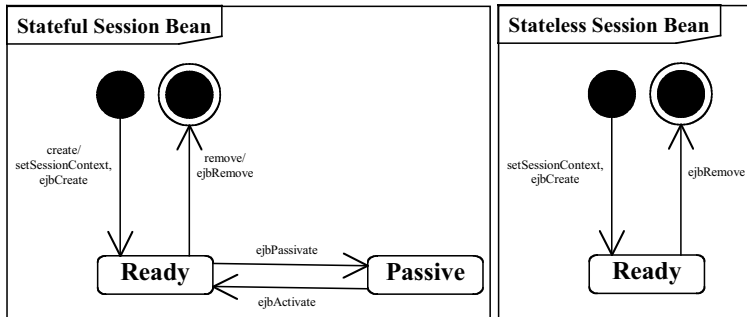 Stateful Session Bean
create/
setSessionContext,
ejbCreate
remove/
ejbRemove
Ready
ejbPassivate
ejbActivate
Passive
Stateless Session Bean
setSessionContext,
ejbCreate
ejbRemove
Ready